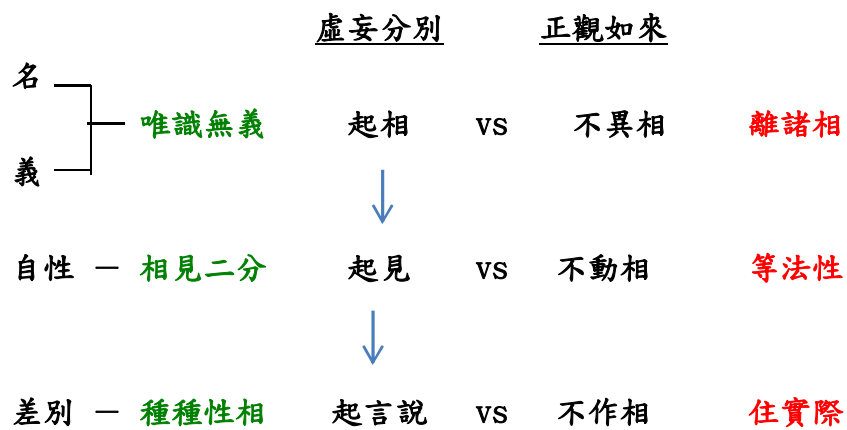 虛妄分別 正觀如來
名
唯識無義 起相 vs 不異相 離諸相
義
自性 － 相見二分 起見 vs 不動相 等法性
差別 － 種種性相 起言說 vs 不作相 住實際